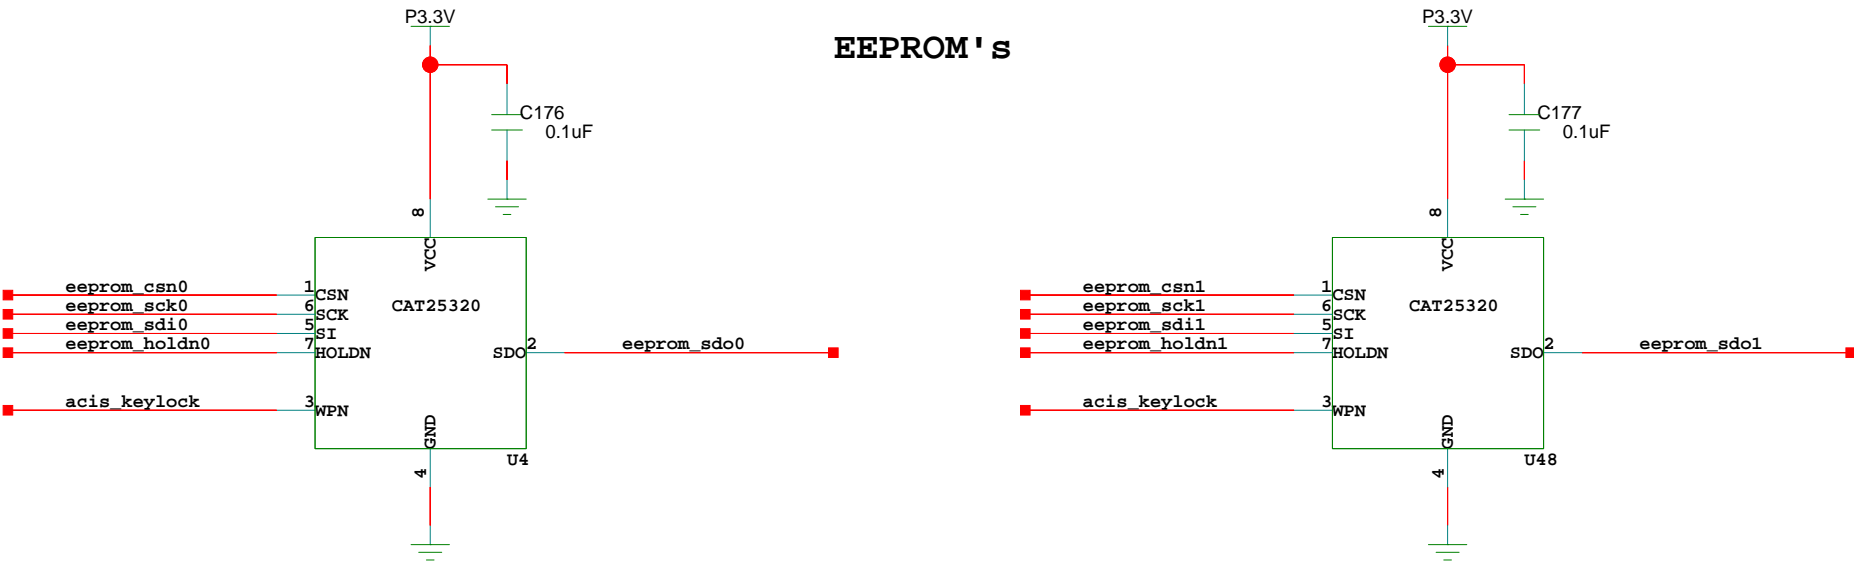 EEPROM's
P3.3V
C176
0.1uF
8
VCC
eeprom_csn0 1 CSN
eeprom_sck0 6 SCK
eeprom_sdi0 5 SI
eeprom_holdn0 7 HOLDN
acis_keylock 3 WPN
CAT25320
SDO 2 eeprom_sdo0
GND
4
U4
P3.3V
C177
0.1uF
8
VCC
eeprom_csn1 1 CSN
eeprom_sck1 6 SCK
eeprom_sdi1 5 SI
eeprom_holdn1 7 HOLDN
acis_keylock 3 WPN
CAT25320
SDO 2 eeprom_sdo1
GND
4
U48